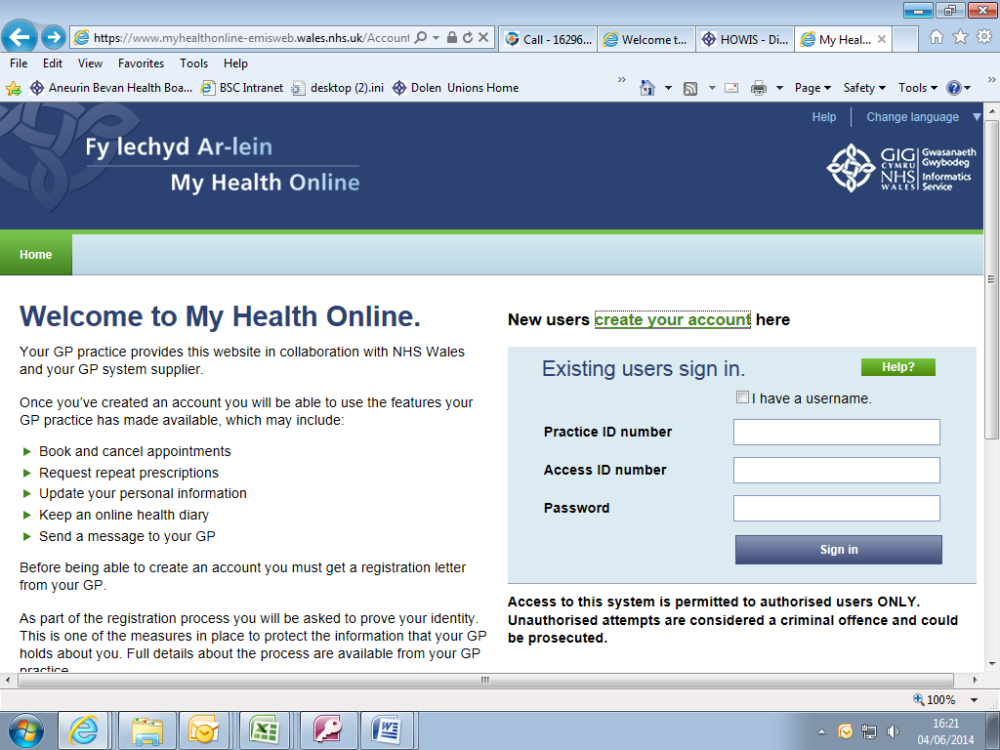 https://www.myhealthonline-emisweb.wales.nhs.uk/Account
Call - 16296...
Welcome t...
HOWIS - Di...
My Heal...
File Edit View Favorites Tools Help
Aneurin Bevan Health Boa... BSC Intranet desktop (2).ini Dolen Unions Home
Page Safety Tools
Help Change language
Fy Iechyd Ar-lein
My Health Online
GIG
CYMRU
NHS
WALES
Gwasanaeth
Gwybodeg
Informatics
Service
Home
Welcome to My Health Online.
Your GP practice provides this website in collaboration with NHS Wales
and your GP system supplier.
Once you've created an account you will be able to use the features your
GP practice has made available, which may include:
Book and cancel appointments
Request repeat prescriptions
Update your personal information
Keep an online health diary
Send a message to your GP
Before being able to create an account you must get a registration letter
from your GP.
As part of the registration process you will be asked to prove your identity.
This is one of the measures in place to protect the information that your GP
holds about you. Full details about the process are available from your GP
practice
New users create your account here
Existing users sign in.
Help?
I have a username.
Practice ID number
Access ID number
Password
Sign in
Access to this system is permitted to authorised users ONLY.
Unauthorised attempts are considered a criminal offence and could
be prosecuted.
100%
16:21
04/06/2014